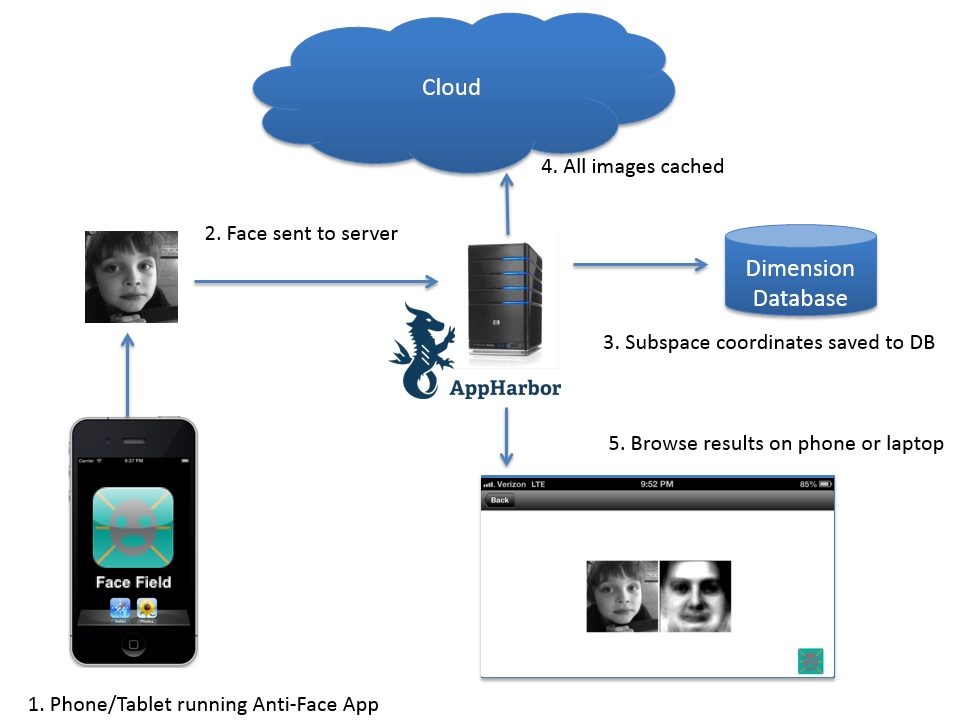 Cloud
4. All images cached
2. Face sent to server
Dimension
Database
3. Subspace coordinates saved to DB
AppHarbor
5. Browse results on phone or laptop
Carrier 9:37 PM
Face Field
Safari Photos
Verizon LTE 9:52 PM 85%
Back
1. Phone/Tablet running Anti-Face App